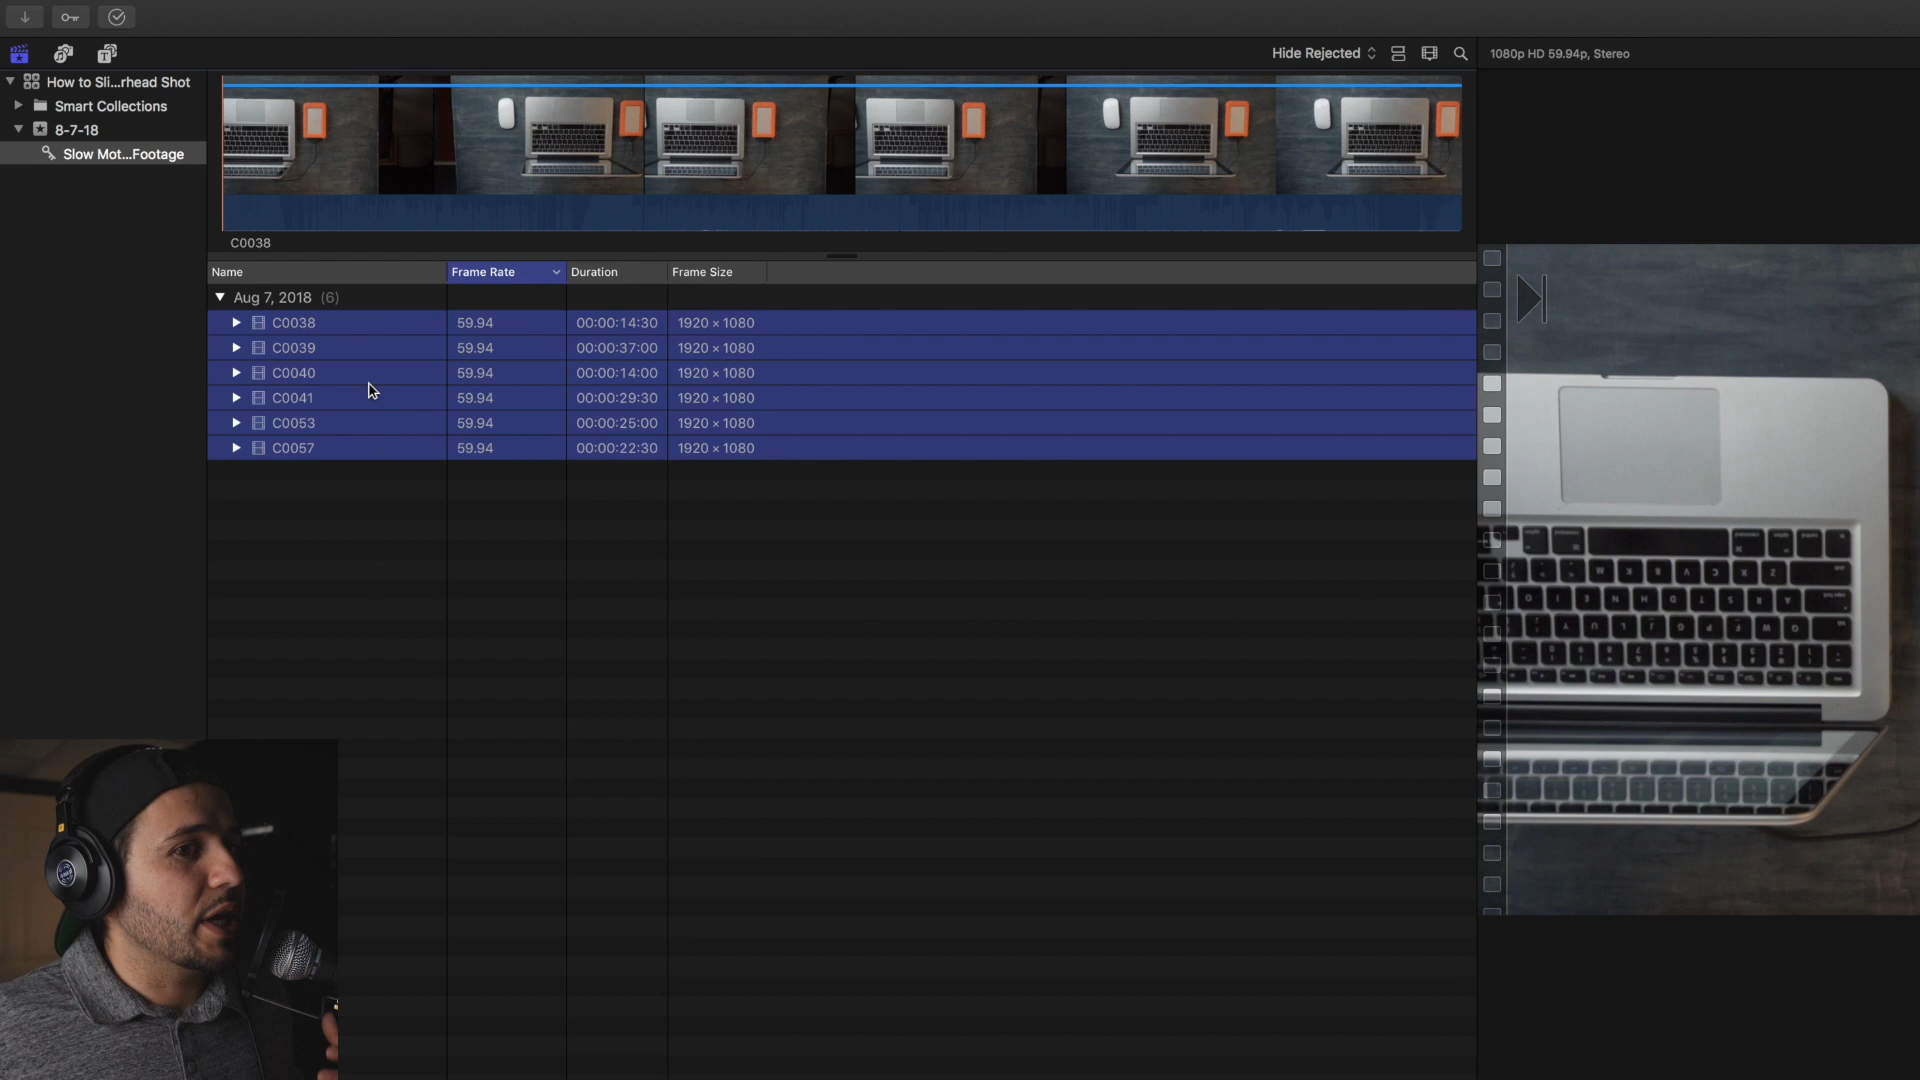 Hide Rejected
1080p HD 59.94p, Stereo
How to Sli...rhead Shot
Smart Collections
8-7-18
Slow Mot...Footage
C0038
Name Frame Rate Duration Frame Size
Aug 7, 2018 (6)
C0038 59.94 00:00:14:30 1920 × 1080
C0039 59.94 00:00:37:00 1920 × 1080
C0040 59.94 00:00:14:00 1920 × 1080
C0041 59.94 00:00:29:30 1920 × 1080
C0053 59.94 00:00:25:00 1920 × 1080
C0057 59.94 00:00:22:30 1920 × 1080